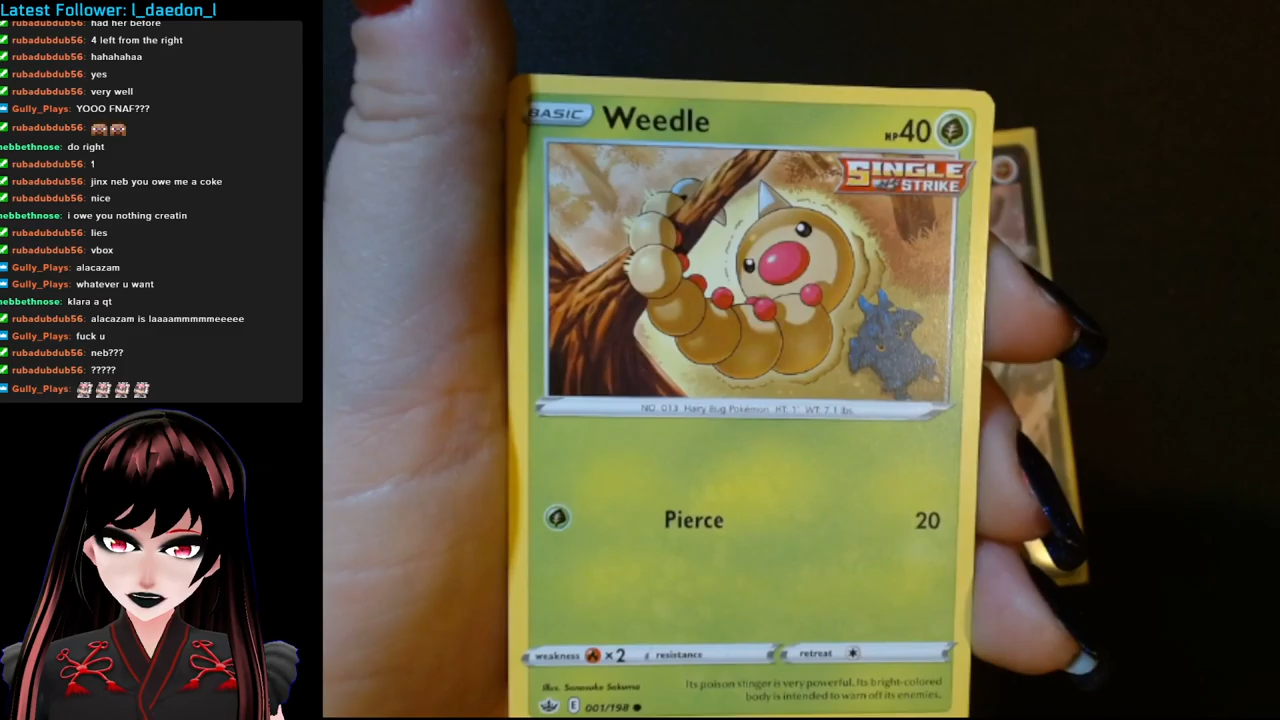 Latest Follower: l_daedon_l
rubadubdub56: had her before
rubadubdub56: 4 left from the right
rubadubdub56: hahahahaa
rubadubdub56: yes
rubadubdub56: very well
Gully_Plays: YOOO FNAF???
rubadubdub56:
nebbethnose: do right
rubadubdub56: 1
rubadubdub56: jinx neb you owe me a coke
rubadubdub56: nice
nebbethnose: i owe you nothing creatin
rubadubdub56: lies
rubadubdub56: vbox
Gully_Plays: alacazam
Gully_Plays: whatever u want
nebbethnose: klara a qt
rubadubdub56: alacazam is laaaammmmmeeeee
Gully_Plays: fuck u
rubadubdub56: neb???
rubadubdub56: ?????
Gully_Plays:
BASIC Weedle HP40
SINGLE
STRIKE
NO. 013 Hairy Bug Pokémon HT: 1' WT: 7.1 lbs.
Pierce 20
weakness ×2 resistance retreat
Illus. Sanosuke Sakuma
Its poison stinger is very powerful. Its bright-colored
body is intended to warn off its enemies.
E 001/198